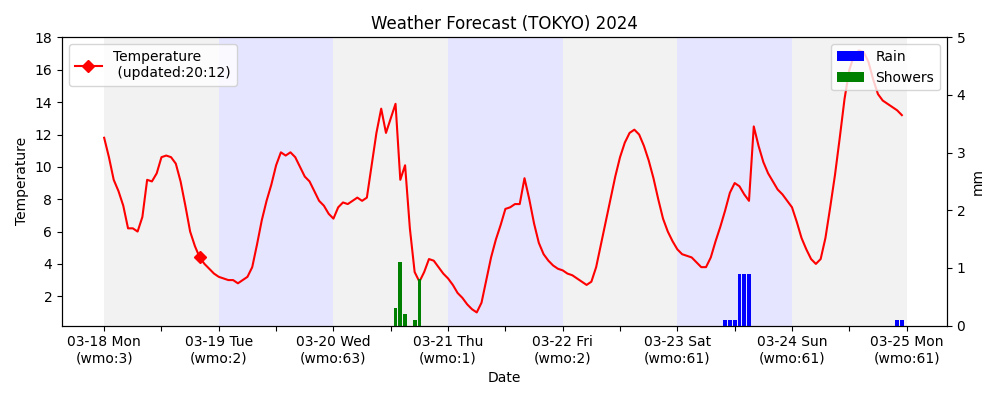 Weather Forecast (TOKYO) 2024
Temperature
(updated:20:12)
Rain
Showers
18
16
14
12
10
8
6
4
2
Temperature
5
4
3
2
1
0
mm
03-18 Mon 03-19 Tue 03-20 Wed 03-21 Thu 03-22 Fri 03-23 Sat 03-24 Sun 03-25 Mon
(wmo:3) (wmo:2) (wmo:63) (wmo:1) (wmo:2) (wmo:61) (wmo:61) (wmo:61)
Date